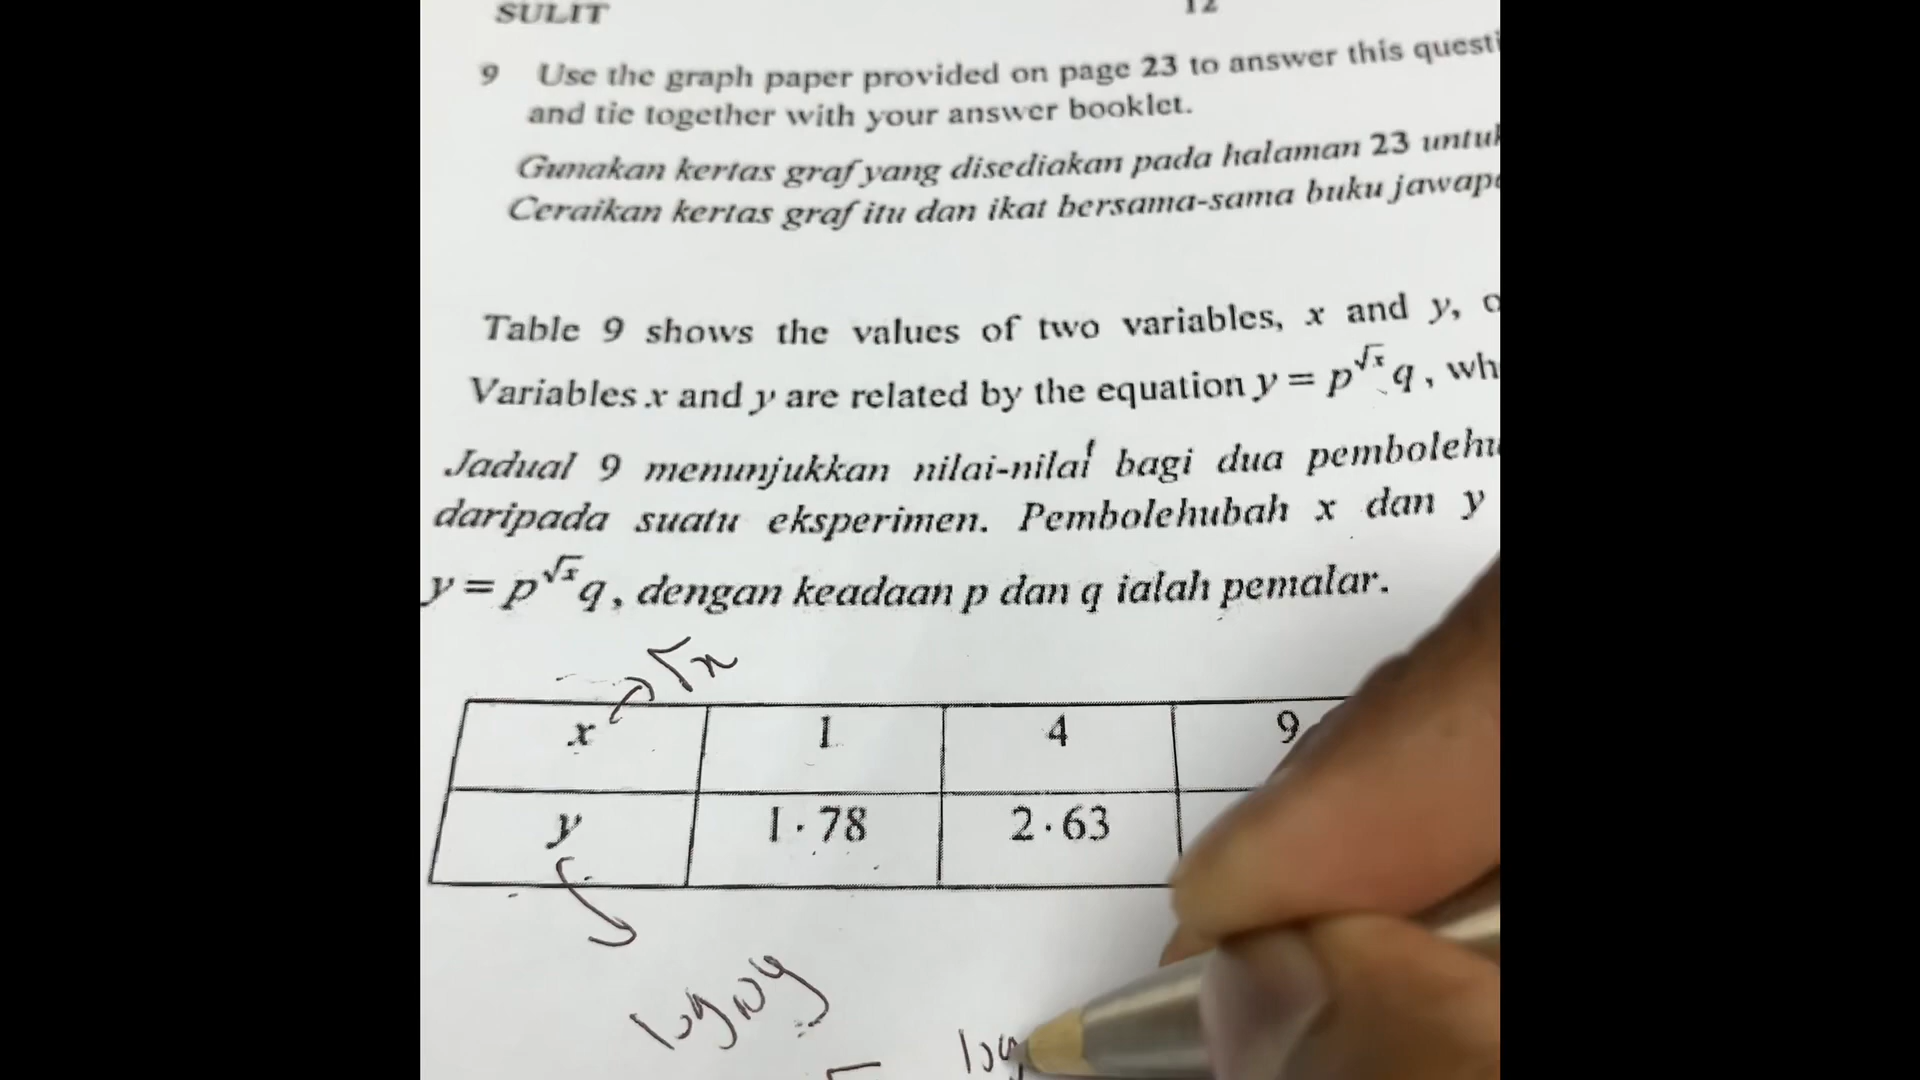 SULIT 12
9 Use the graph paper provided on page 23 to answer this questi
and tie together with your answer booklet.
Gunakan kertas graf yang disediakan pada halaman 23 untuk
Ceraikan kertas graf itu dan ikat bersama-sama buku jawap
Table 9 shows the values of two variables, x and y, o
Variables x and y are related by the equation y = p^√x q, wh
Jadual 9 menunjukkan nilai-nilai bagi dua pembolehu
daripada suatu eksperimen. Pembolehubah x dan y
y = p^√x q, dengan keadaan p dan q ialah pemalar.
√x
x 1 4 9
y 1·78 2·63
log₁₀y
log